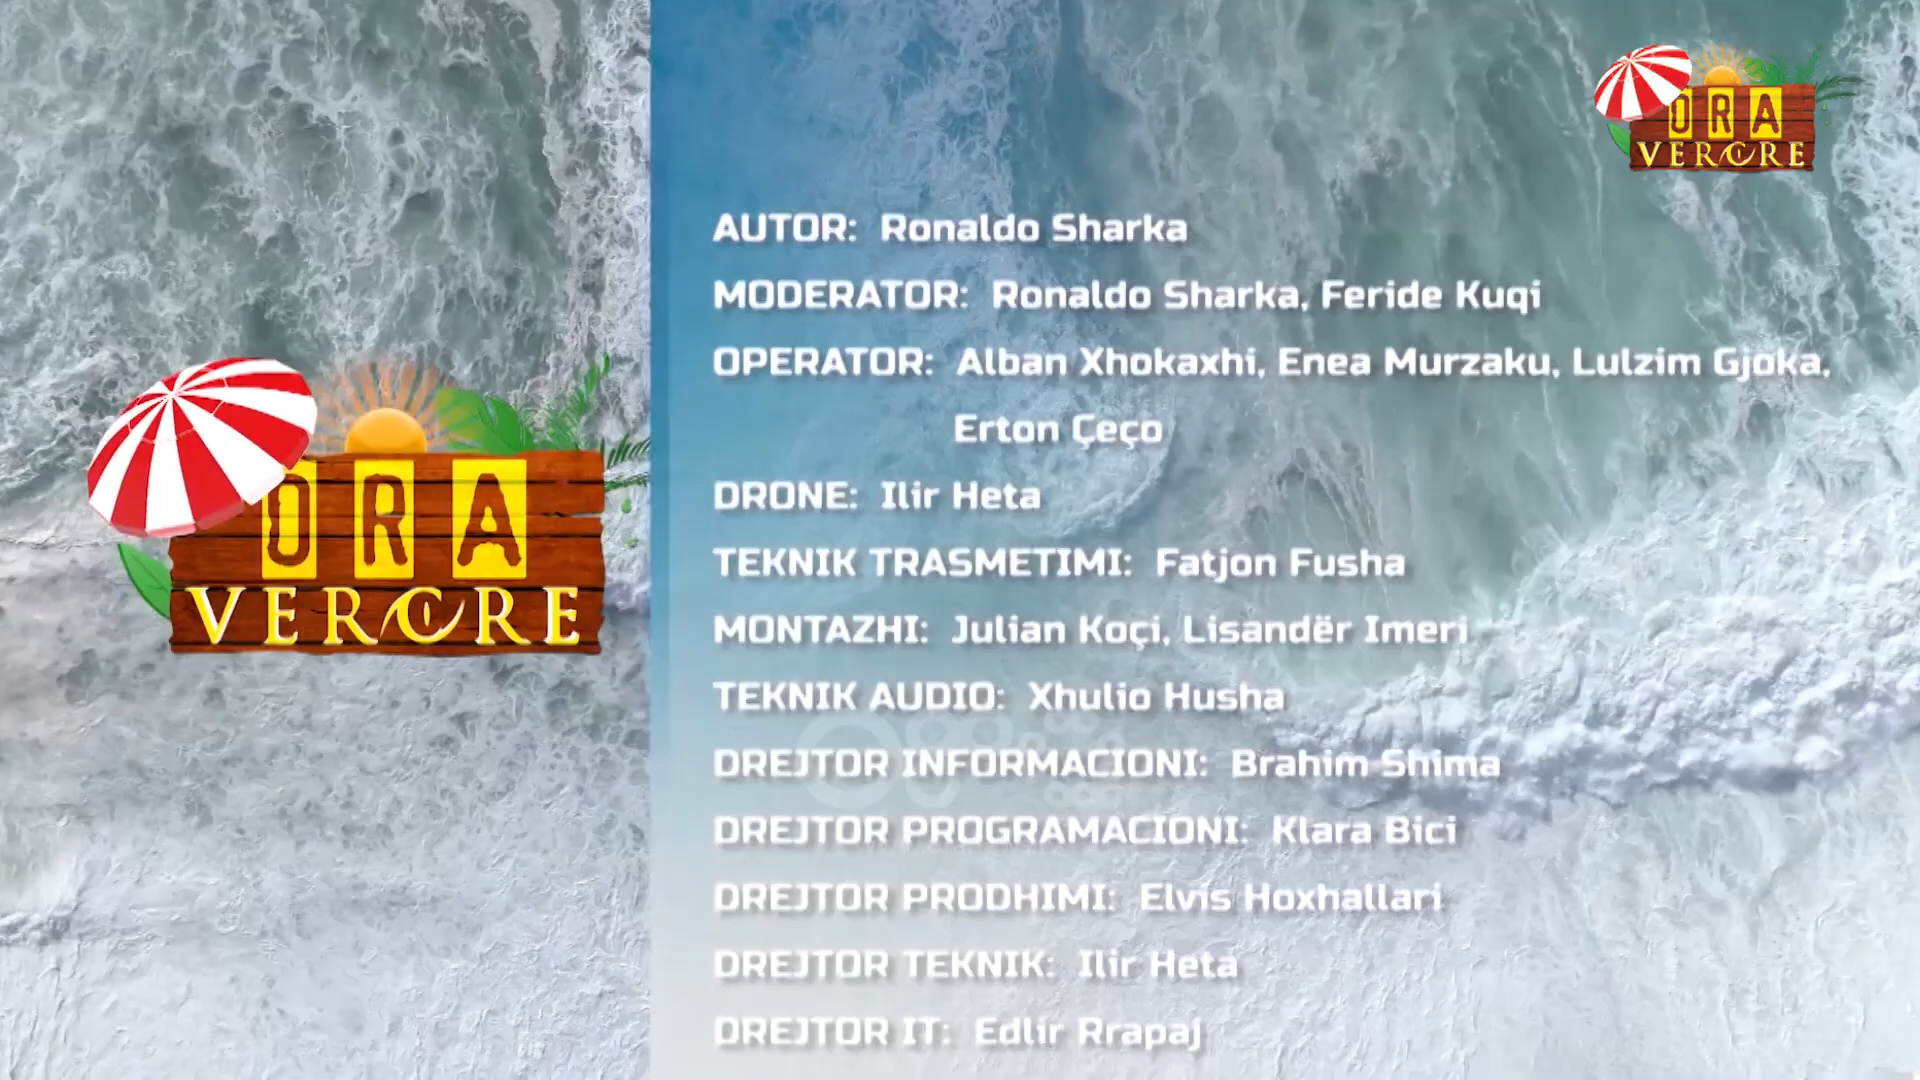 ORA
VERORE
AUTOR: Ronaldo Sharka
MODERATOR: Ronaldo Sharka, Feride Kuqi
OPERATOR: Alban Xhokaxhi, Enea Murzaku, Lulzim Gjoka,
Erton Çeço
DRONE: Ilir Heta
TEKNIK TRASMETIMI: Fatjon Fusha
MONTAZHI: Julian Koçi, Lisandër Imeri
TEKNIK AUDIO: Xhulio Husha
DREJTOR INFORMACIONI: Brahim Shima
DREJTOR PROGRAMACIONI: Klara Bici
DREJTOR PRODHIMI: Elvis Hoxhallari
DREJTOR TEKNIK: Ilir Heta
DREJTOR IT: Edlir Rrapaj
ORA
VERORE